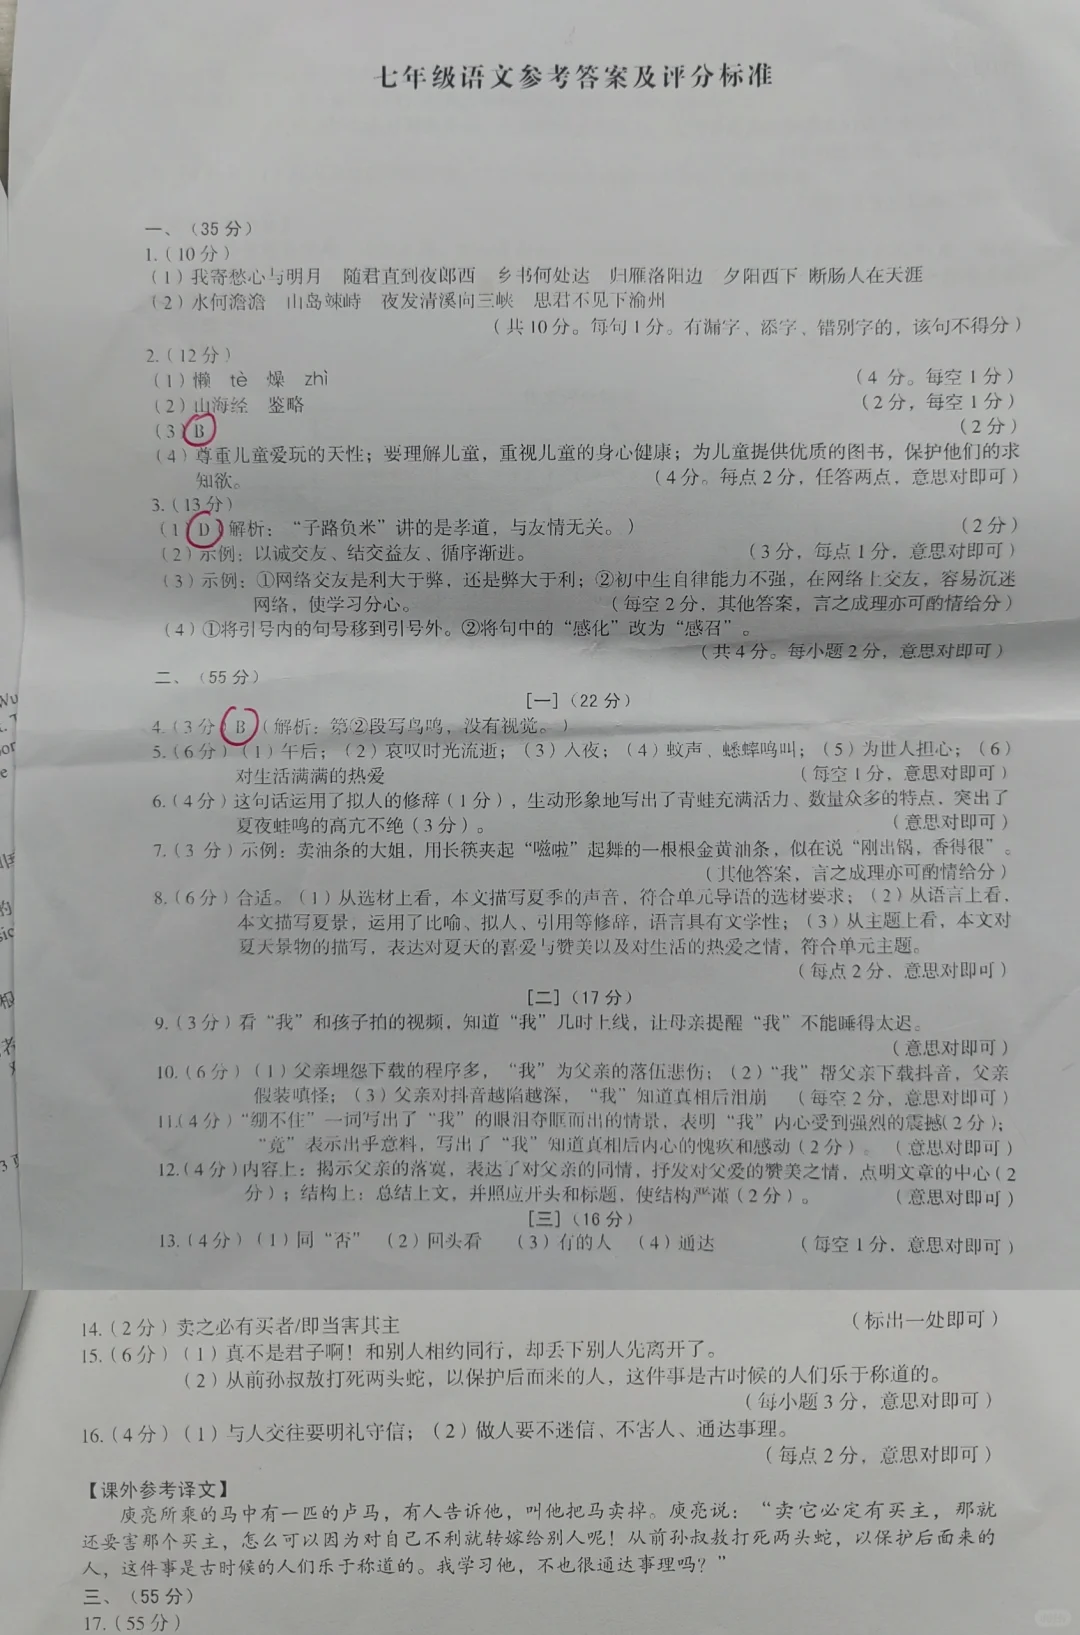 七年级语文参考答案及评分标准
一、（35分）
1.（10分）
（1）我寄愁心与明月 随君直到夜郎西 乡书何处达 归雁洛阳边 夕阳西下 断肠人在天涯
（2）水何澹澹 山岛竦峙 夜发清溪向三峡 思君不见下渝州
（共10分。每句1分。有漏字、添字、错别字的，该句不得分）
2.（12分）
（1）懒 tè 燥 zhì （4 分。每空1分）
（2）山海经 鉴略 （2分，每空1分）
（3）B （2分）
（4）尊重儿童爱玩的天性；要理解儿童，重视儿童的身心健康；为儿童提供优质的图书，保护他们的求
知欲。 （4分。每点2分，任答两点，意思对即可）
3.（13分）
（1）D（解析：“子路负米”讲的是孝道，与友情无关。） （2分）
（2）示例：以诚交友、结交益友、循序渐进。 （3分，每点1分，意思对即可）
（3）示例：①网络交友是利大于弊，还是弊大于利；②初中生自律能力不强，在网络上交友，容易沉迷
网络，使学习分心。 （每空2分，其他答案，言之成理亦可酌情给分）
（4）①将引号内的句号移到引号外。②将句中的“感化”改为“感召”。
（共4分。每小题2分，意思对即可）
二、（55分）
［一］（22分）
4.（3分）B（解析：第②段写鸟鸣，没有视觉。）
5.（6分）（1）午后；（2）哀叹时光流逝；（3）入夜；（4）蚊声、蟋蟀鸣叫；（5）为世人担心；（6）
对生活满满的热爱 （每空1分，意思对即可）
6.（4分）这句话运用了拟人的修辞（1分），生动形象地写出了青蛙充满活力、数量众多的特点，突出了
夏夜蛙鸣的高亢不绝（3分）。 （意思对即可）
7.（3 分）示例：卖油条的大姐，用长筷夹起“嗞啦”起舞的一根根金黄油条，似在说“刚出锅，香得很”。
（其他答案，言之成理亦可酌情给分）
8.（6分）合适。（1）从选材上看，本文描写夏季的声音，符合单元导语的选材要求；（2）从语言上看，
本文描写夏景，运用了比喻、拟人、引用等修辞，语言具有文学性；（3）从主题上看，本文对
夏天景物的描写，表达对夏天的喜爱与赞美以及对生活的热爱之情，符合单元主题。
（每点2分，意思对即可）
［二］（17分）
9.（3分）看“我”和孩子拍的视频，知道“我”几时上线，让母亲提醒“我”不能睡得太迟。
（意思对即可）
10.（6分）（1）父亲埋怨下载的程序多，“我”为父亲的落伍悲伤；（2）“我”帮父亲下载抖音，父亲
假装嗔怪；（3）父亲对抖音越陷越深，“我”知道真相后泪崩 （每空2分，意思对即可）
11.（4分）“绷不住”一词写出了“我”的眼泪夺眶而出的情景，表明“我”内心受到强烈的震撼（2分）；
“竟”表示出乎意料，写出了“我”知道真相后内心的愧疚和感动（2分）。 （意思对即可）
12.（4分）内容上：揭示父亲的落寞，表达了对父亲的同情，抒发对父爱的赞美之情，点明文章的中心（2
分）；结构上：总结上文，并照应开头和标题，使结构严谨（2分）。 （意思对即可）
［三］（16分）
13.（4分）（1）同“否” （2）回头看 （3）有的人 （4）通达 （每空1分，意思对即可）
14.（2分）卖之必有买者/即当害其主 （标出一处即可）
15.（6分）（1）真不是君子啊！和别人相约同行，却丢下别人先离开了。
（2）从前孙叔敖打死两头蛇，以保护后面来的人，这件事是古时候的人们乐于称道的。
（每小题3分，意思对即可）
16.（4分）（1）与人交往要明礼守信；（2）做人要不迷信、不害人、通达事理。
（每点2分，意思对即可）
【课外参考译文】
庾亮所乘的马中有一匹的卢马，有人告诉他，叫他把马卖掉。庾亮说：“卖它必定有买主，那就
还要害那个买主，怎么可以因为对自己不利就转嫁给别人呢！从前孙叔敖打死两头蛇，以保护后面来的
人，这件事是古时候的人们乐于称道的。我学习他，不也很通达事理吗？”
三、（55分）
17.（55分）